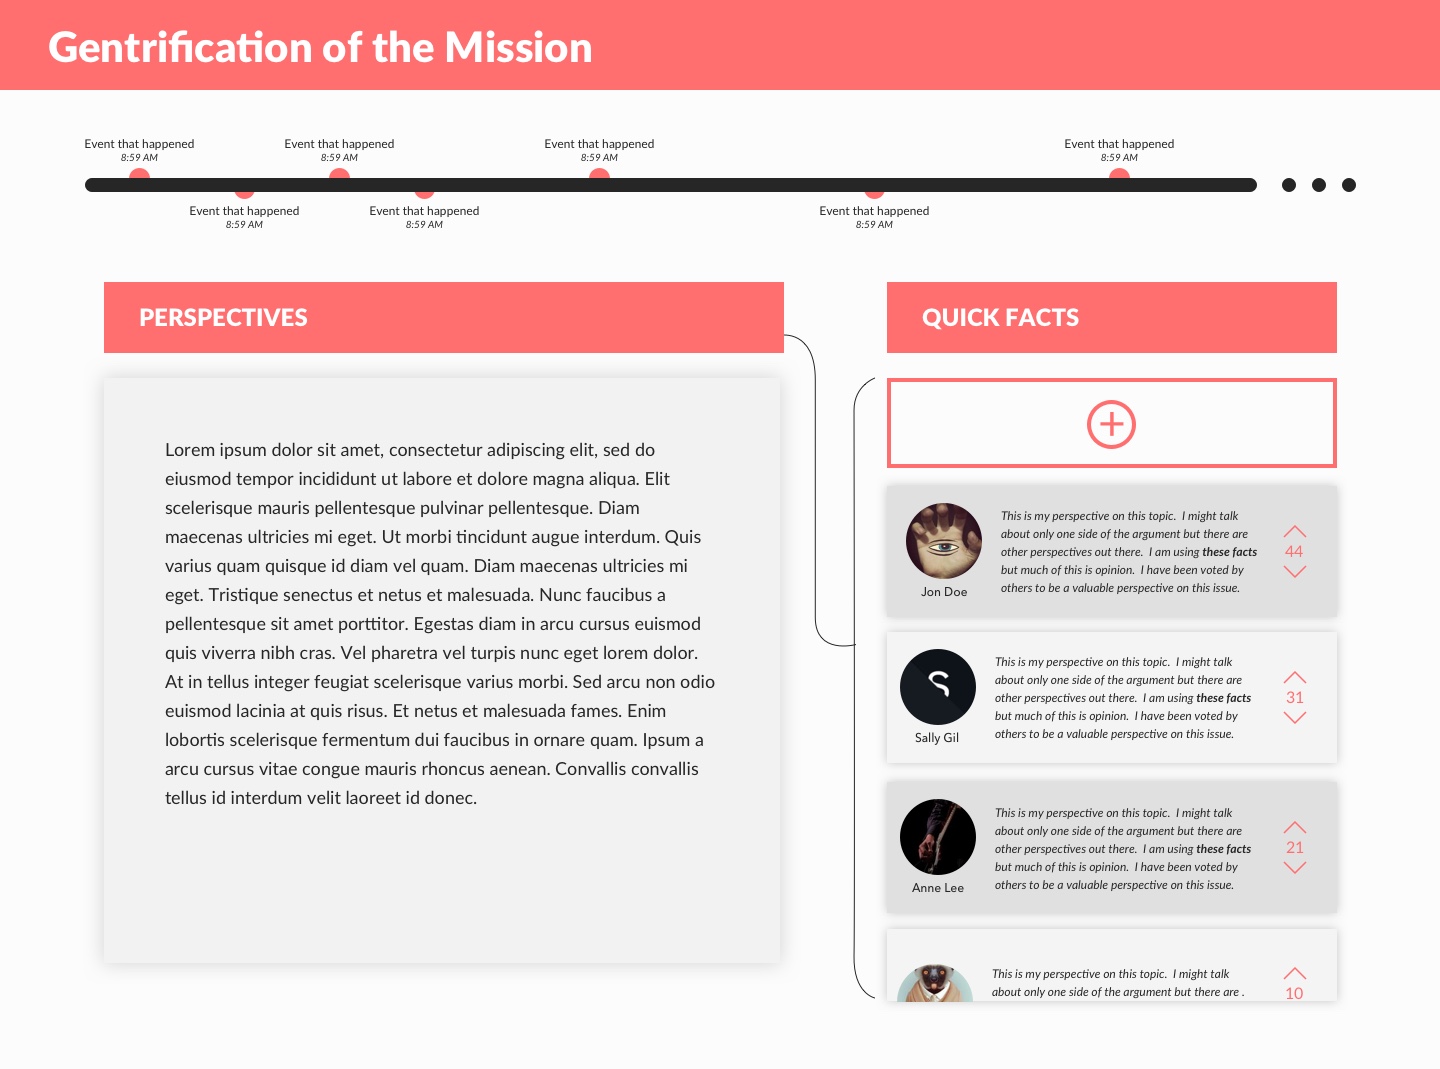 Gentrification of the Mission
Event that happened
8:59 AM
Event that happened
8:59 AM
Event that happened
8:59 AM
Event that happened
8:59 AM
Event that happened
8:59 AM
Event that happened
8:59 AM
Event that happened
8:59 AM
PERSPECTIVES
Lorem ipsum dolor sit amet, consectetur adipiscing elit, sed do
eiusmod tempor incididunt ut labore et dolore magna aliqua. Elit
scelerisque mauris pellentesque pulvinar pellentesque. Diam
maecenas ultricies mi eget. Ut morbi tincidunt augue interdum. Quis
varius quam quisque id diam vel quam. Diam maecenas ultricies mi
eget. Tristique senectus et netus et malesuada. Nunc faucibus a
pellentesque sit amet porttitor. Egestas diam in arcu cursus euismod
quis viverra nibh cras. Vel pharetra vel turpis nunc eget lorem dolor.
At in tellus integer feugiat scelerisque varius morbi. Sed arcu non odio
euismod lacinia at quis risus. Et netus et malesuada fames. Enim
lobortis scelerisque fermentum dui faucibus in ornare quam. Ipsum a
arcu cursus vitae congue mauris rhoncus aenean. Convallis convallis
tellus id interdum velit laoreet id donec.
QUICK FACTS
This is my perspective on this topic.  I might talk
about only one side of the argument but there are
other perspectives out there.  I am using these facts
but much of this is opinion.  I have been voted by
others to be a valuable perspective on this issue.
Jon Doe
44
This is my perspective on this topic.  I might talk
about only one side of the argument but there are
other perspectives out there.  I am using these facts
but much of this is opinion.  I have been voted by
others to be a valuable perspective on this issue.
Sally Gil
31
This is my perspective on this topic.  I might talk
about only one side of the argument but there are
other perspectives out there.  I am using these facts
but much of this is opinion.  I have been voted by
others to be a valuable perspective on this issue.
Anne Lee
21
This is my perspective on this topic.  I might talk
about only one side of the argument but there are .
10